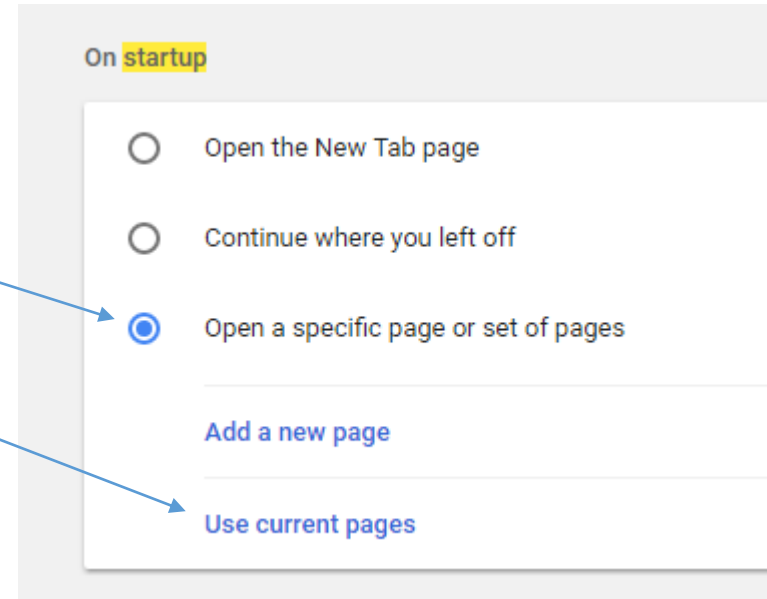 On startup
Open the New Tab page
Continue where you left off
Open a specific page or set of pages
Add a new page
Use current pages